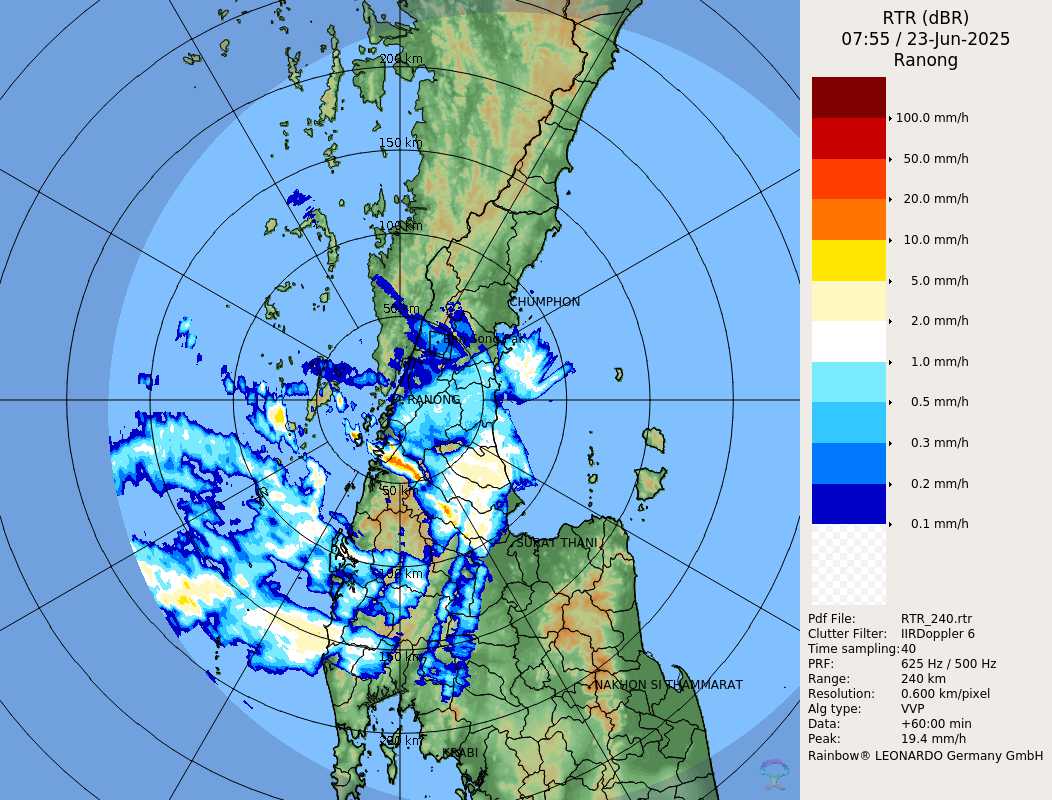 RTR (dBR)
07:55 / 23-Jun-2025
Ranong
100.0 mm/h
50.0 mm/h
20.0 mm/h
10.0 mm/h
5.0 mm/h
2.0 mm/h
1.0 mm/h
0.5 mm/h
0.3 mm/h
0.2 mm/h
0.1 mm/h
Pdf File: RTR_240.rtr
Clutter Filter: IIRDoppler 6
Time sampling: 40
PRF: 625 Hz / 500 Hz
Range: 240 km
Resolution: 0.600 km/pixel
Alg type: VVP
Data: +60:00 min
Peak: 19.4 mm/h
Rainbow® LEONARDO Germany GmbH
200 km
150 km
100 km
CHUMPHON
50 km
RANONG
50 km
SURAT THANI
100 km
150 km
NAKHON SI THAMMARAT
200 km
KRABI